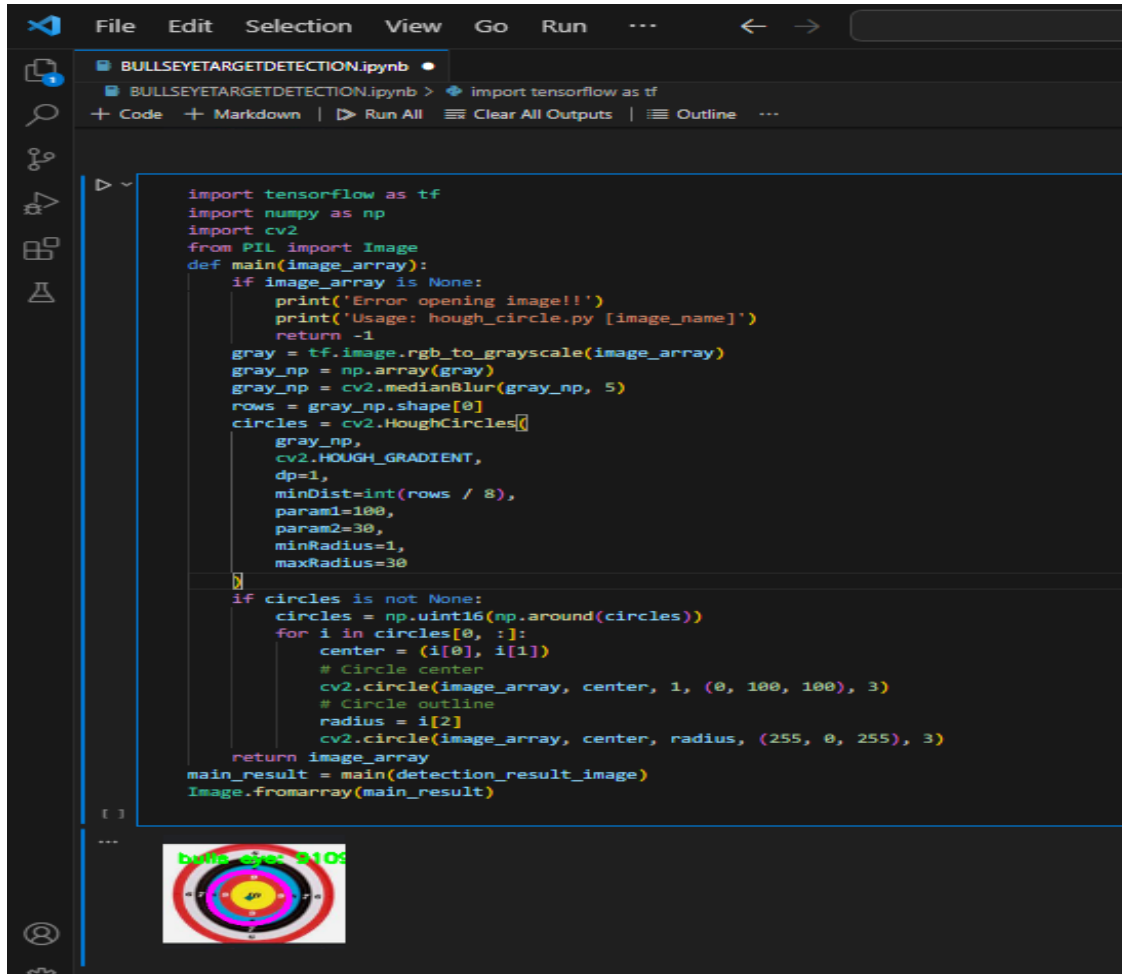 File Edit Selection View Go Run ···
BULLSEYETARGETDETECTION.ipynb ●
BULLSEYETARGETDETECTION.ipynb > import tensorflow as tf
+ Code + Markdown | Run All Clear All Outputs | Outline ···
import tensorflow as tf
import numpy as np
import cv2
from PIL import Image
def main(image_array):
if image_array is None:
print('Error opening image!!')
print('Usage: hough_circle.py [image_name]')
return -1
gray = tf.image.rgb_to_grayscale(image_array)
gray_np = np.array(gray)
gray_np = cv2.medianBlur(gray_np, 5)
rows = gray_np.shape[0]
circles = cv2.HoughCircles(
gray_np,
cv2.HOUGH_GRADIENT,
dp=1,
minDist=int(rows / 8),
param1=100,
param2=30,
minRadius=1,
maxRadius=30
)
if circles is not None:
circles = np.uint16(np.around(circles))
for i in circles[0, :]:
center = (i[0], i[1])
# Circle center
cv2.circle(image_array, center, 1, (0, 100, 100), 3)
# Circle outline
radius = i[2]
cv2.circle(image_array, center, radius, (255, 0, 255), 3)
return image_array
main_result = main(detection_result_image)
Image.fromarray(main_result)
[ ]
···
bulls eye: 9109